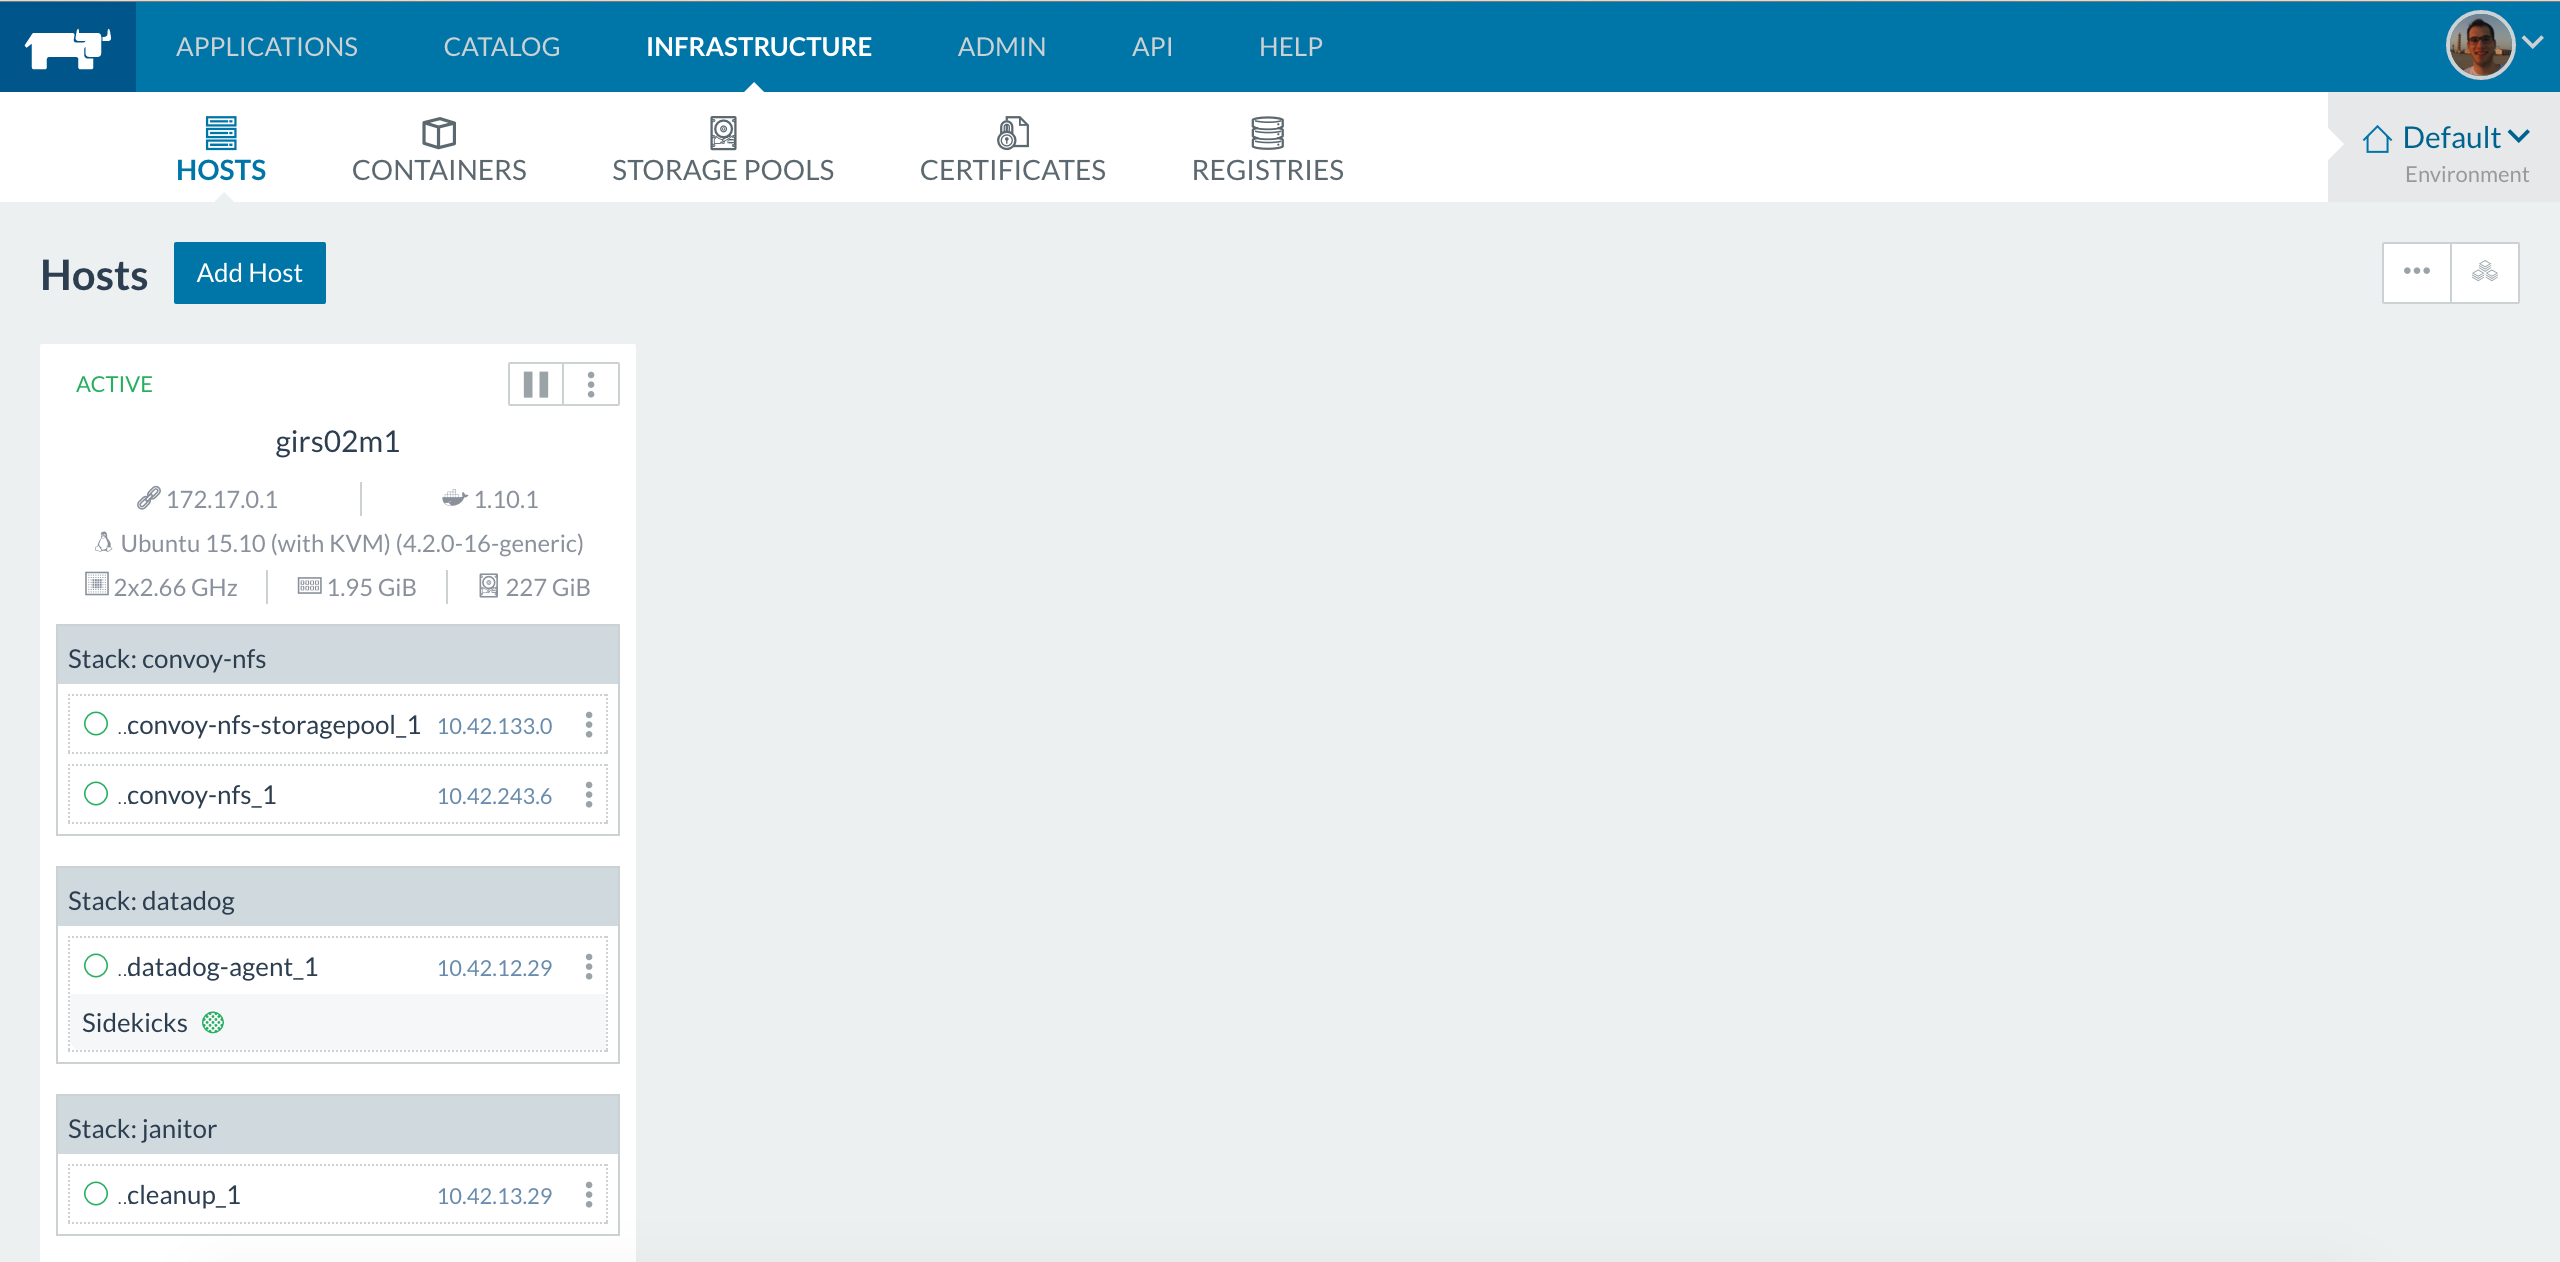 APPLICATIONS CATALOG INFRASTRUCTURE ADMIN API HELP
HOSTS CONTAINERS STORAGE POOLS CERTIFICATES REGISTRIES
Default
Environment
Hosts Add Host
ACTIVE
girs02m1
172.17.0.1 1.10.1
Ubuntu 15.10 (with KVM) (4.2.0-16-generic)
2x2.66 GHz 1.95 GiB 227 GiB
Stack: convoy-nfs
..convoy-nfs-storagepool_1 10.42.133.0
..convoy-nfs_1 10.42.243.6
Stack: datadog
..datadog-agent_1 10.42.12.29
Sidekicks
Stack: janitor
..cleanup_1 10.42.13.29